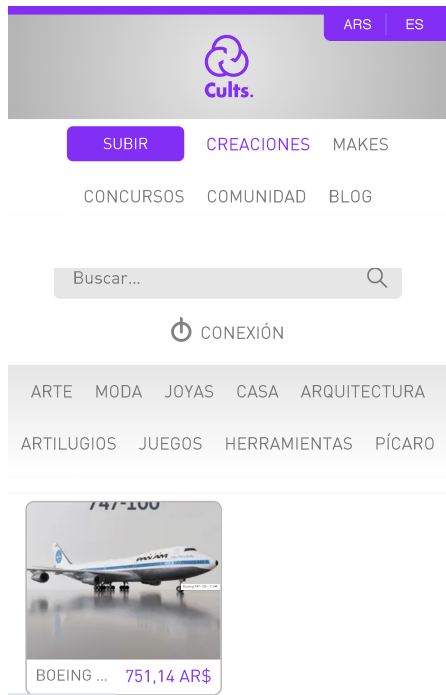 ARS ES
Cults.
SUBIR CREACIONES MAKES
CONCURSOS COMUNIDAD BLOG
Buscar...
CONEXIÓN
ARTE MODA JOYAS CASA ARQUITECTURA
ARTILUGIOS JUEGOS HERRAMIENTAS PÍCARO
747-100
PAN AM
BOEING ... 751,14 AR$